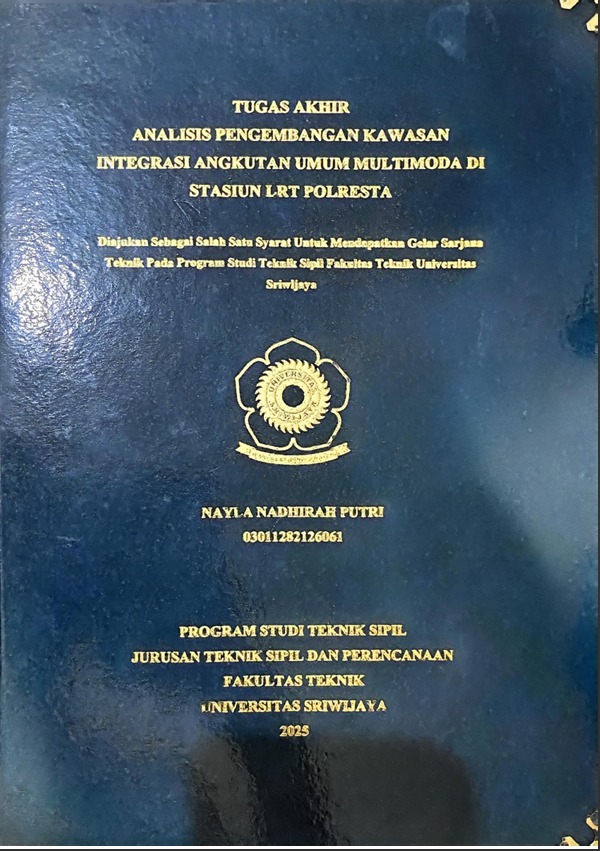 TUGAS AKHIR
ANALISIS PENGEMBANGAN KAWASAN
INTEGRASI ANGKUTAN UMUM MULTIMODA DI
STASIUN LRT POLRESTA
Diajukan Sebagai Salah Satu Syarat Untuk Mendapatkan Gelar Sarjana
Teknik Pada Program Studi Teknik Sipil Fakultas Teknik Universitas
Sriwijaya
UNIVERSITAS
SRIWIJAYA
NAYLA NADHIRAH PUTRI
03011282126061
PROGRAM STUDI TEKNIK SIPIL
JURUSAN TEKNIK SIPIL DAN PERENCANAAN
FAKULTAS TEKNIK
UNIVERSITAS SRIWIJAYA
2025